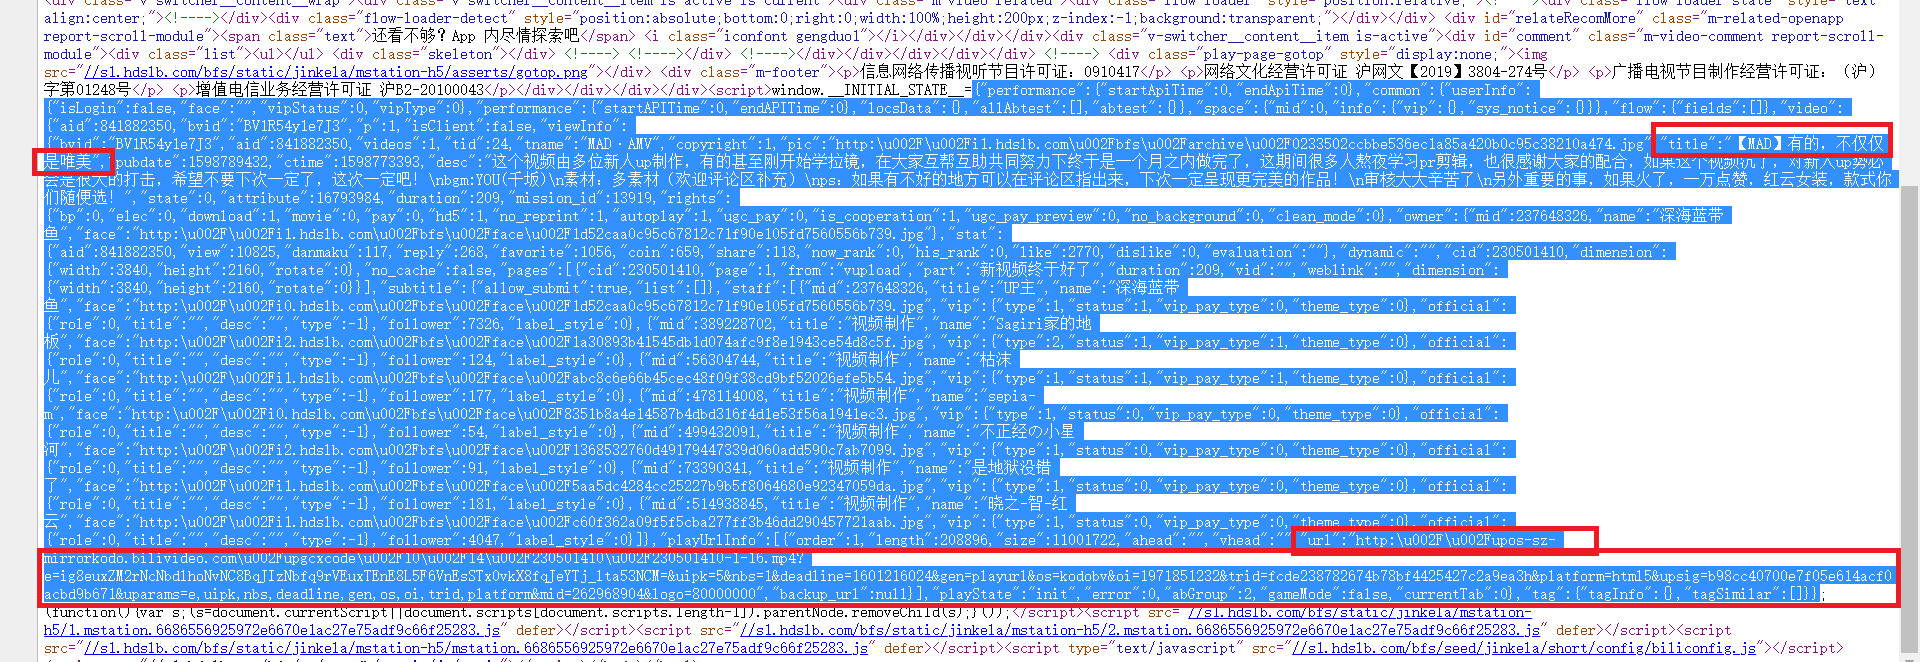 align:center;"><!----></div></div><div class="flow-loader-detect" style="position:absolute;bottom:0;right:0;width:100%;height:200px;z-index:-1;background:transparent;"></div></div> <div id="relateRecomMore" class="m-related-openapp
report-scroll-module"><span class="text">还看不够？App 内尽情探索吧</span> <i class="iconfont gengduo1"></i></div></div><div class="v-switcher__content__item is-active"><div id="comment" class="m-video-comment report-scroll-
module"><div class="list"><ul></ul> <div class="skeleton"></div> <!----> <!----></div> <!----></div></div></div></div> <!----> <div class="play-page-gotop" style="display:none;"><img
src="//s1.hdslb.com/bfs/static/jinkela/mstation-h5/asserts/gotop.png"></div> <div class="m-footer"><p>信息网络传播视听节目许可证：0910417</p> <p>网络文化经营许可证 沪网文【2019】3804-274号</p> <p>广播电视节目制作经营许可证：（沪）
字第01248号</p> <p>增值电信业务经营许可证 沪B2-20100043</p></div></div></div><script>window.__INITIAL_STATE__={"performance":{"startApiTime":0,"endApiTime":0},"common":{"userInfo":
{"isLogin":false,"face":"","vipStatus":0,"vipType":0},"performance":{"startAPITime":0,"endAPITime":0},"locsData":{},"allAbtest":[],"abtest":{}},"space":{"mid":0,"info":{"vip":{},"sys_notice":{}}},"flow":{"fields":[]},"video":
{"aid":841882350,"bvid":"BV1R54y1e7J3","p":1,"isClient":false,"viewInfo":
{"bvid":"BV1R54y1e7J3","aid":841882350,"videos":1,"tid":24,"tname":"MAD·AMV","copyright":1,"pic":"http:\u002F\u002Fi1.hdslb.com\u002Fbfs\u002Farchive\u002F0233502ccbbe536ec1a85a420b0c95c38210a474.jpg","title":"【MAD】有的，不仅仅
是唯美","pubdate":1598789432,"ctime":1598773393,"desc":"这个视频由多位新人up制作，有的甚至刚开始学拉镜，在大家互帮互助共同努力下终于是一个月之内做完了，这期间很多人熬夜学习pr剪辑，也很感谢大家的配合，如果这个视频扑了，对新人up势必
会是很大的打击，希望不要下次一定了，这次一定吧！\nbgm:YOU(千坂)\n素材：多素材（欢迎评论区补充）\nps：如果有不好的地方可以在评论区指出来，下次一定呈现更完美的作品！\n审核大大辛苦了\n另外重要的事，如果火了，一万点赞，红云女装，款式你
们随便选！","state":0,"attribute":16793984,"duration":209,"mission_id":13919,"rights":
{"bp":0,"elec":0,"download":1,"movie":0,"pay":0,"hd5":1,"no_reprint":1,"autoplay":1,"ugc_pay":0,"is_cooperation":1,"ugc_pay_preview":0,"no_background":0,"clean_mode":0},"owner":{"mid":237648326,"name":"深海蓝带
鱼","face":"http:\u002F\u002Fi1.hdslb.com\u002Fbfs\u002Fface\u002F1d52caa0c95c67812c71f90e105fd7560556b739.jpg"},"stat":
{"aid":841882350,"view":10825,"danmaku":117,"reply":268,"favorite":1056,"coin":659,"share":118,"now_rank":0,"his_rank":0,"like":2770,"dislike":0,"evaluation":""},"dynamic":"","cid":230501410,"dimension":
{"width":3840,"height":2160,"rotate":0},"no_cache":false,"pages":[{"cid":230501410,"page":1,"from":"vupload","part":"新视频终于好了","duration":209,"vid":"","weblink":"","dimension":
{"width":3840,"height":2160,"rotate":0}}],"subtitle":{"allow_submit":true,"list":[]},"staff":[{"mid":237648326,"title":"UP主","name":"深海蓝带
鱼","face":"http:\u002F\u002Fi0.hdslb.com\u002Fbfs\u002Fface\u002F1d52caa0c95c67812c71f90e105fd7560556b739.jpg","vip":{"type":1,"status":1,"vip_pay_type":0,"theme_type":0},"official":
{"role":0,"title":"","desc":"","type":-1},"follower":7326,"label_style":0},{"mid":389228702,"title":"视频制作","name":"Sagiri家的地
板","face":"http:\u002F\u002Fi2.hdslb.com\u002Fbfs\u002Fface\u002F1a30893b41545db1d074afc9f8e1943ce54d8c5f.jpg","vip":{"type":2,"status":1,"vip_pay_type":1,"theme_type":0},"official":
{"role":0,"title":"","desc":"","type":-1},"follower":124,"label_style":0},{"mid":56304744,"title":"视频制作","name":"枯沫
儿","face":"http:\u002F\u002Fi1.hdslb.com\u002Fbfs\u002Fface\u002Fabc8c6e66b45cec48f09f38cd9bf52026efe5b54.jpg","vip":{"type":1,"status":1,"vip_pay_type":1,"theme_type":0},"official":
{"role":0,"title":"","desc":"","type":-1},"follower":177,"label_style":0},{"mid":478114008,"title":"视频制作","name":"sepia-
m","face":"http:\u002F\u002Fi0.hdslb.com\u002Fbfs\u002Fface\u002F8351b8a4e14587b4dbd316f4d1e53f56a1941ec3.jpg","vip":{"type":1,"status":0,"vip_pay_type":0,"theme_type":0},"official":
{"role":0,"title":"","desc":"","type":-1},"follower":54,"label_style":0},{"mid":499432091,"title":"视频制作","name":"不正经の小星
河","face":"http:\u002F\u002Fi2.hdslb.com\u002Fbfs\u002Fface\u002F1368532760d49179447339d060add590c7ab7099.jpg","vip":{"type":1,"status":0,"vip_pay_type":0,"theme_type":0},"official":
{"role":0,"title":"","desc":"","type":-1},"follower":91,"label_style":0},{"mid":73390341,"title":"视频制作","name":"是地狱没错
了","face":"http:\u002F\u002Fi1.hdslb.com\u002Fbfs\u002Fface\u002F5aa5dc4284cc25227b9b5f8064680e92347059da.jpg","vip":{"type":1,"status":0,"vip_pay_type":0,"theme_type":0},"official":
{"role":0,"title":"","desc":"","type":-1},"follower":181,"label_style":0},{"mid":514938845,"title":"视频制作","name":"晓之-智-红
云","face":"http:\u002F\u002Fi1.hdslb.com\u002Fbfs\u002Fface\u002Fc60f362a09f5f5cba277ff3b46dd290457721aab.jpg","vip":{"type":1,"status":0,"vip_pay_type":0,"theme_type":0},"official":
{"role":0,"title":"","desc":"","type":-1},"follower":4047,"label_style":0}]},"playUrlInfo":[{"order":1,"length":208896,"size":11001722,"ahead":"","vhead":"","url":"http:\u002F\u002Fupos-sz-
mirrorkodo.bilivideo.com\u002Fupgcxcode\u002F10\u002F14\u002F230501410\u002F230501410-1-16.mp4?
e=ig8euxZM2rNcNbdlhoNvNC8BqJIzNbfq9rVEuxTEnE8L5F6VnEsSTx0vkX8fqJeYTj_lta53NCM=&uipk=5&nbs=1&deadline=1601216024&gen=playurl&os=kodobv&oi=1971851232&trid=fcde238782674b78bf4425427c2a9ea3h&platform=html5&upsig=b98cc40700e7f05e614acf0
acbd9b671&uparams=e,uipk,nbs,deadline,gen,os,oi,trid,platform&mid=262968904&logo=80000000","backup_url":null}],"playState":"init","error":0,"abGroup":2,"gameMode":false,"currentTab":0},"tag":{"tagInfo":{},"tagSimilar":[]}};
(function(){var s;(s=document.currentScript||document.scripts[document.scripts.length-1]).parentNode.removeChild(s);}());</script><script src="//s1.hdslb.com/bfs/static/jinkela/mstation-
h5/1.mstation.6686556925972e6670e1ac27e75adf9c66f25283.js" defer></script><script src="//s1.hdslb.com/bfs/static/jinkela/mstation-h5/2.mstation.6686556925972e6670e1ac27e75adf9c66f25283.js" defer></script><script
src="//s1.hdslb.com/bfs/static/jinkela/mstation-h5/mstation.6686556925972e6670e1ac27e75adf9c66f25283.js" defer></script><script type="text/javascript" src="//s1.hdslb.com/bfs/seed/jinkela/short/config/biliconfig.js"></script>